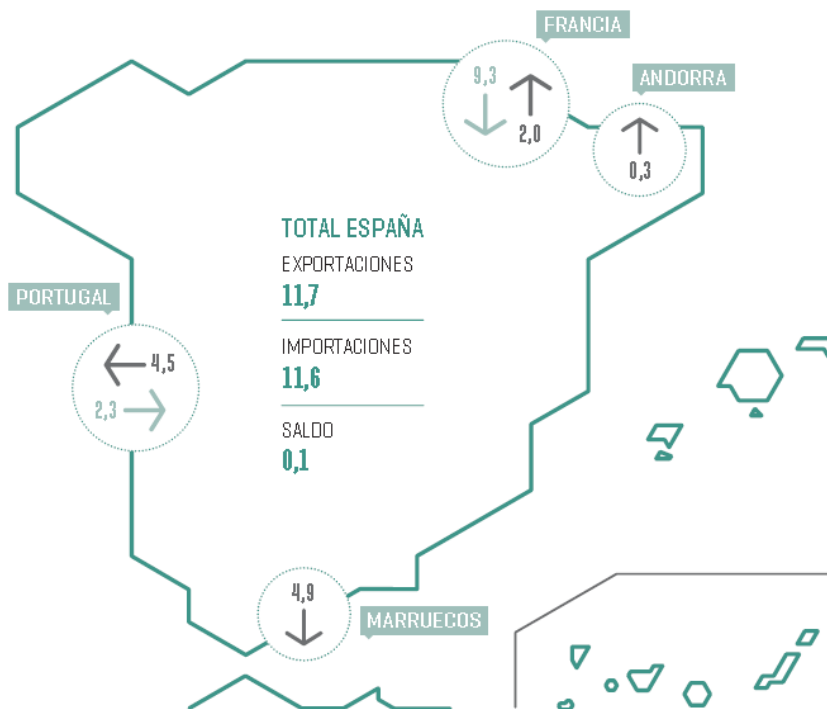 FRANCIA
9,3
2,0
ANDORRA
0,3
TOTAL ESPAÑA
EXPORTACIONES
11,7
IMPORTACIONES
11,6
SALDO
0,1
PORTUGAL
4,5
2,3
4,9
MARRUECOS